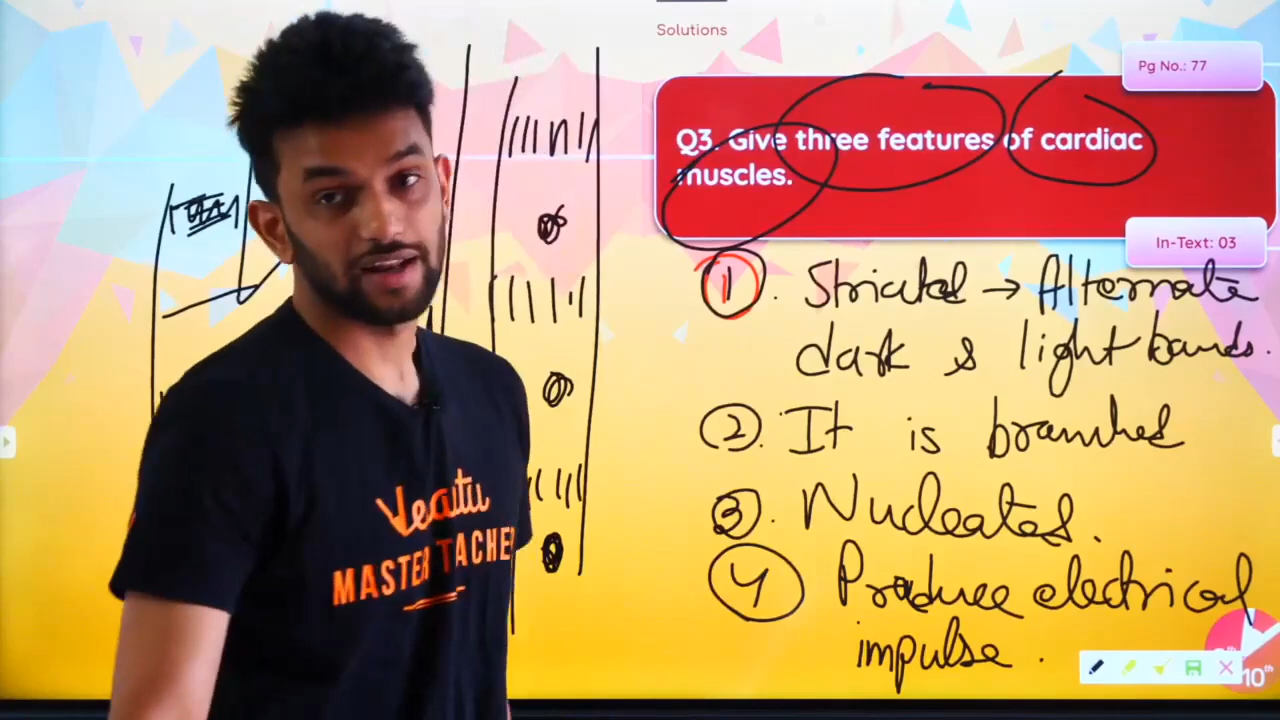 Solutions
Pg No.: 77
Q3. Give three features of cardiac
muscles.
In-Text: 03
1. Striated → Alternate
dark & light bands.
2. It is branched
3. Nucleated.
4 Produce electrical
impulse.
MASTER TEACHER
10th